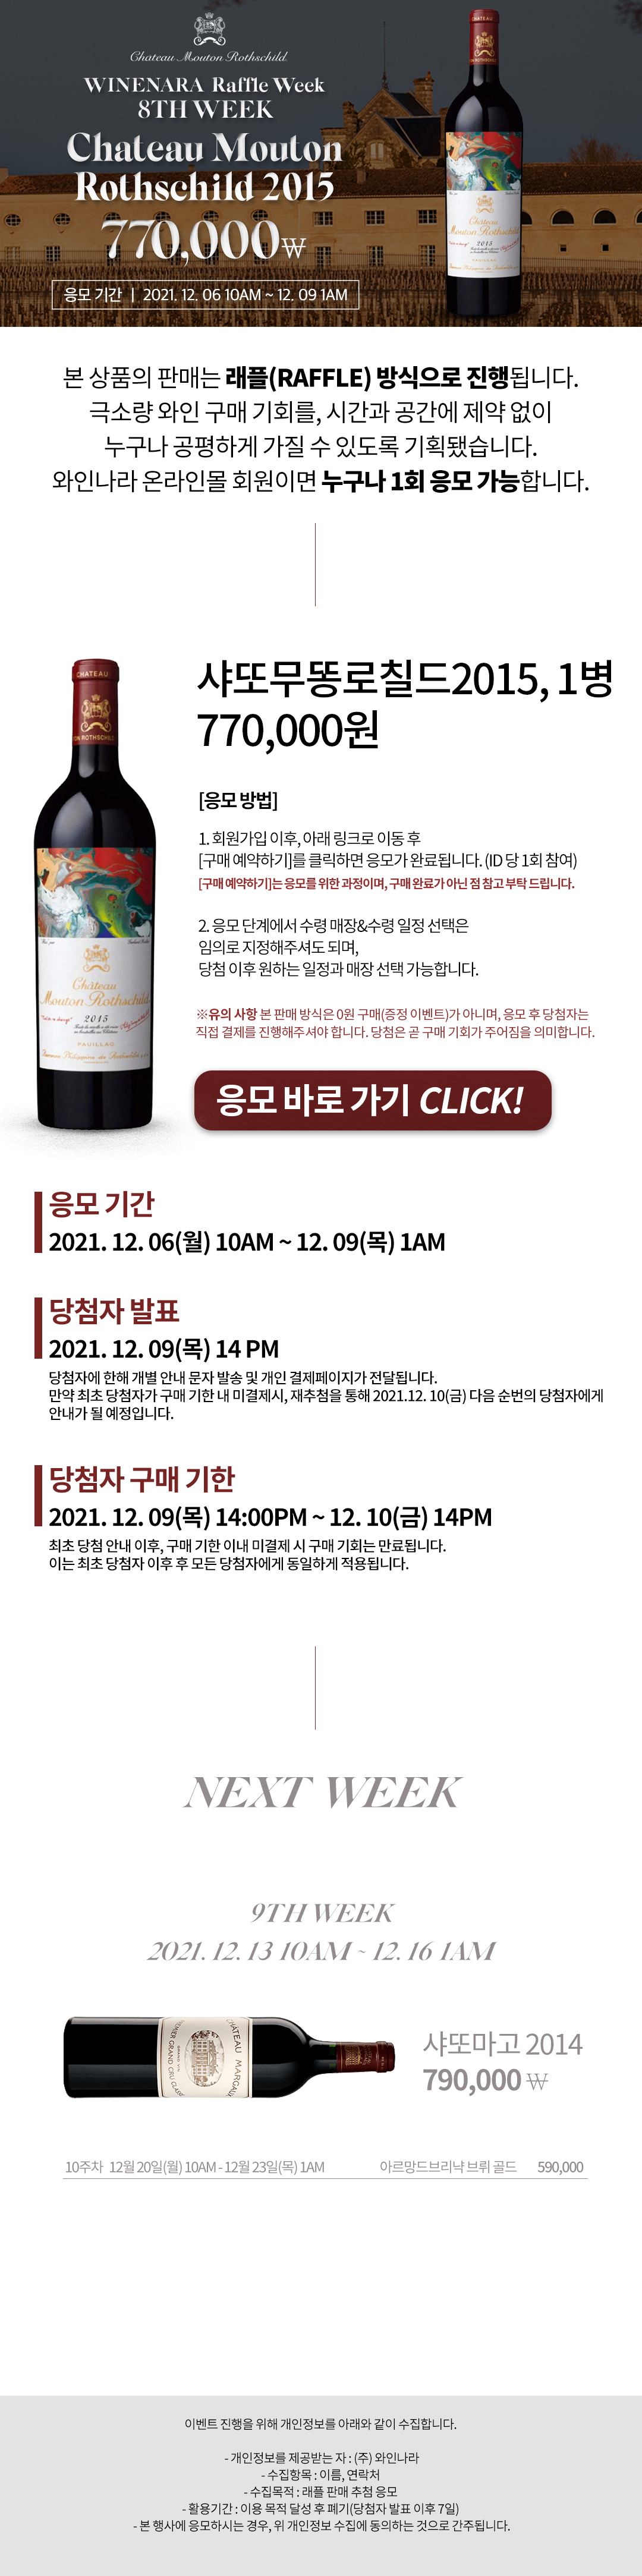 Chateau Mouton Rothschild
WINENARA Raffle Week
8TH WEEK
Chateau Mouton
Rothschild 2015
770,000₩
응모 기간 | 2021. 12. 06 10AM ~ 12. 09 1AM
Château
Mouton Rothschild
2015
PAUILLAC
본 상품의 판매는 래플(RAFFLE) 방식으로 진행됩니다.
극소량 와인 구매 기회를, 시간과 공간에 제약 없이
누구나 공평하게 가질 수 있도록 기획됐습니다.
와인나라 온라인몰 회원이면 누구나 1회 응모 가능합니다.
샤또무똥로칠드2015, 1병
770,000원
[응모 방법]
1. 회원가입 이후, 아래 링크로 이동 후
[구매 예약하기]를 클릭하면 응모가 완료됩니다. (ID 당 1회 참여)
[구매 예약하기]는 응모를 위한 과정이며, 구매 완료가 아닌 점 참고 부탁 드립니다.
2. 응모 단계에서 수령 매장&수령 일정 선택은
임의로 지정해주셔도 되며,
당첨 이후 원하는 일정과 매장 선택 가능합니다.
※유의 사항 본 판매 방식은 0원 구매(증정 이벤트)가 아니며, 응모 후 당첨자는
직접 결제를 진행해주셔야 합니다. 당첨은 곧 구매 기회가 주어짐을 의미합니다.
응모 바로 가기 CLICK!
CHATEAU
Château
Mouton Rothschild
2015
PAUILLAC
응모 기간
2021. 12. 06(월) 10AM ~ 12. 09(목) 1AM
당첨자 발표
2021. 12. 09(목) 14 PM
당첨자에 한해 개별 안내 문자 발송 및 개인 결제페이지가 전달됩니다.
만약 최초 당첨자가 구매 기한 내 미결제시, 재추첨을 통해 2021.12. 10(금) 다음 순번의 당첨자에게
안내가 될 예정입니다.
당첨자 구매 기한
2021. 12. 09(목) 14:00PM ~ 12. 10(금) 14PM
최초 당첨 안내 이후, 구매 기한 이내 미결제 시 구매 기회는 만료됩니다.
이는 최초 당첨자 이후 후 모든 당첨자에게 동일하게 적용됩니다.
NEXT WEEK
9TH WEEK
2021. 12. 13 10AM ~ 12. 16 1AM
CHATEAU MARGAUX
샤또마고 2014
790,000 ₩
10주차 12월 20일(월) 10AM - 12월 23일(목) 1AM 아르망드브리냑 브뤼 골드 590,000
이벤트 진행을 위해 개인정보를 아래와 같이 수집합니다.
- 개인정보를 제공받는 자 : (주) 와인나라
- 수집항목 : 이름, 연락처
- 수집목적 : 래플 판매 추첨 응모
- 활용기간 : 이용 목적 달성 후 폐기(당첨자 발표 이후 7일)
- 본 행사에 응모하시는 경우, 위 개인정보 수집에 동의하는 것으로 간주됩니다.